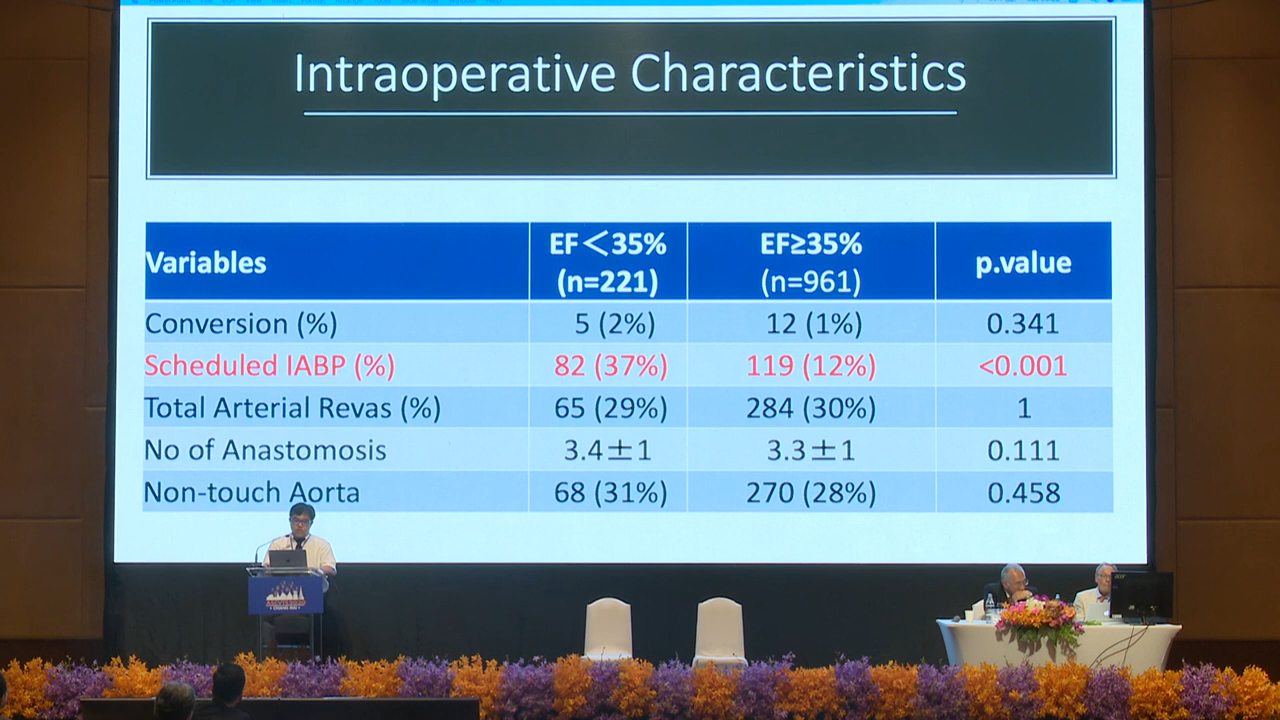 Intraoperative Characteristics
Variables EF＜35% (n=221) EF≥35% (n=961) p.value
Conversion (%) 5 (2%) 12 (1%) 0.341
Scheduled IABP (%) 82 (37%) 119 (12%) <0.001
Total Arterial Revas (%) 65 (29%) 284 (30%) 1
No of Anastomosis 3.4±1 3.3±1 0.111
Non-touch Aorta 68 (31%) 270 (28%) 0.458